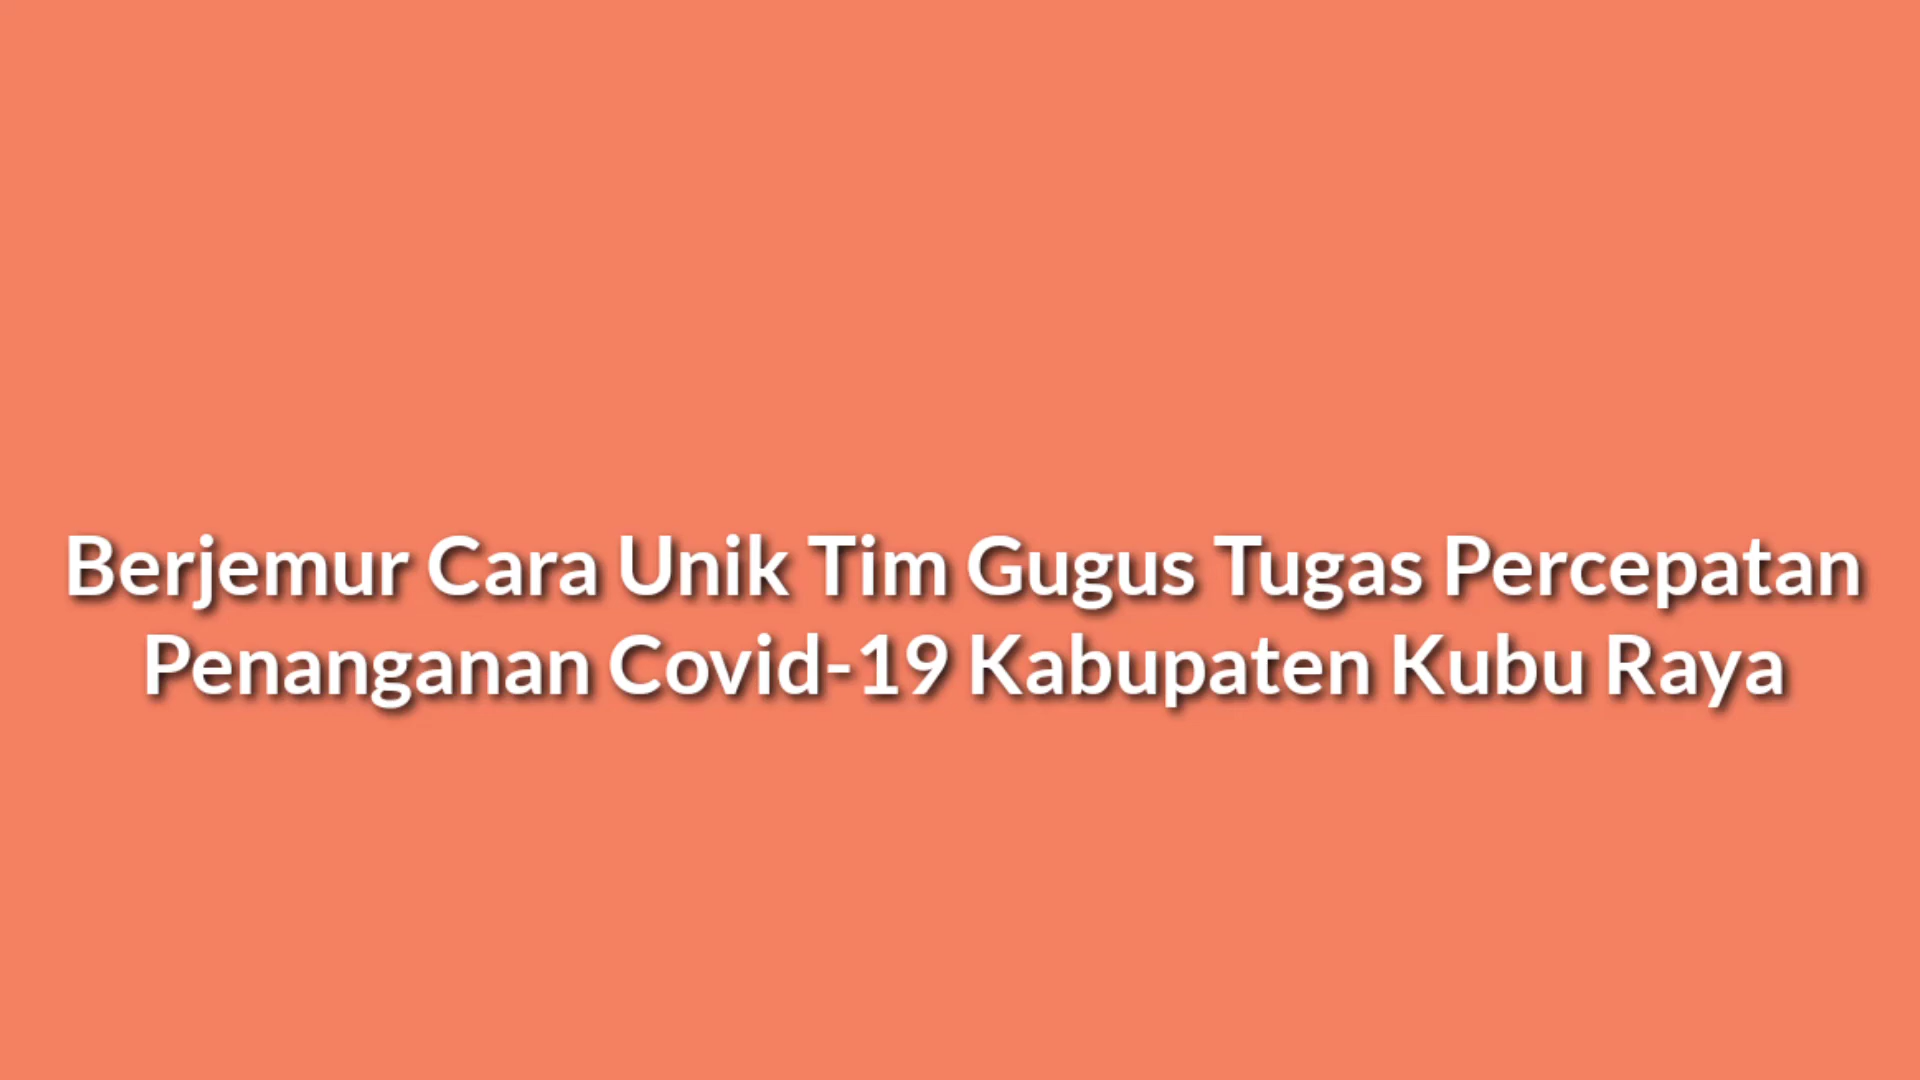 Berjemur Cara Unik Tim Gugus Tugas Percepatan
Penanganan Covid-19 Kabupaten Kubu Raya